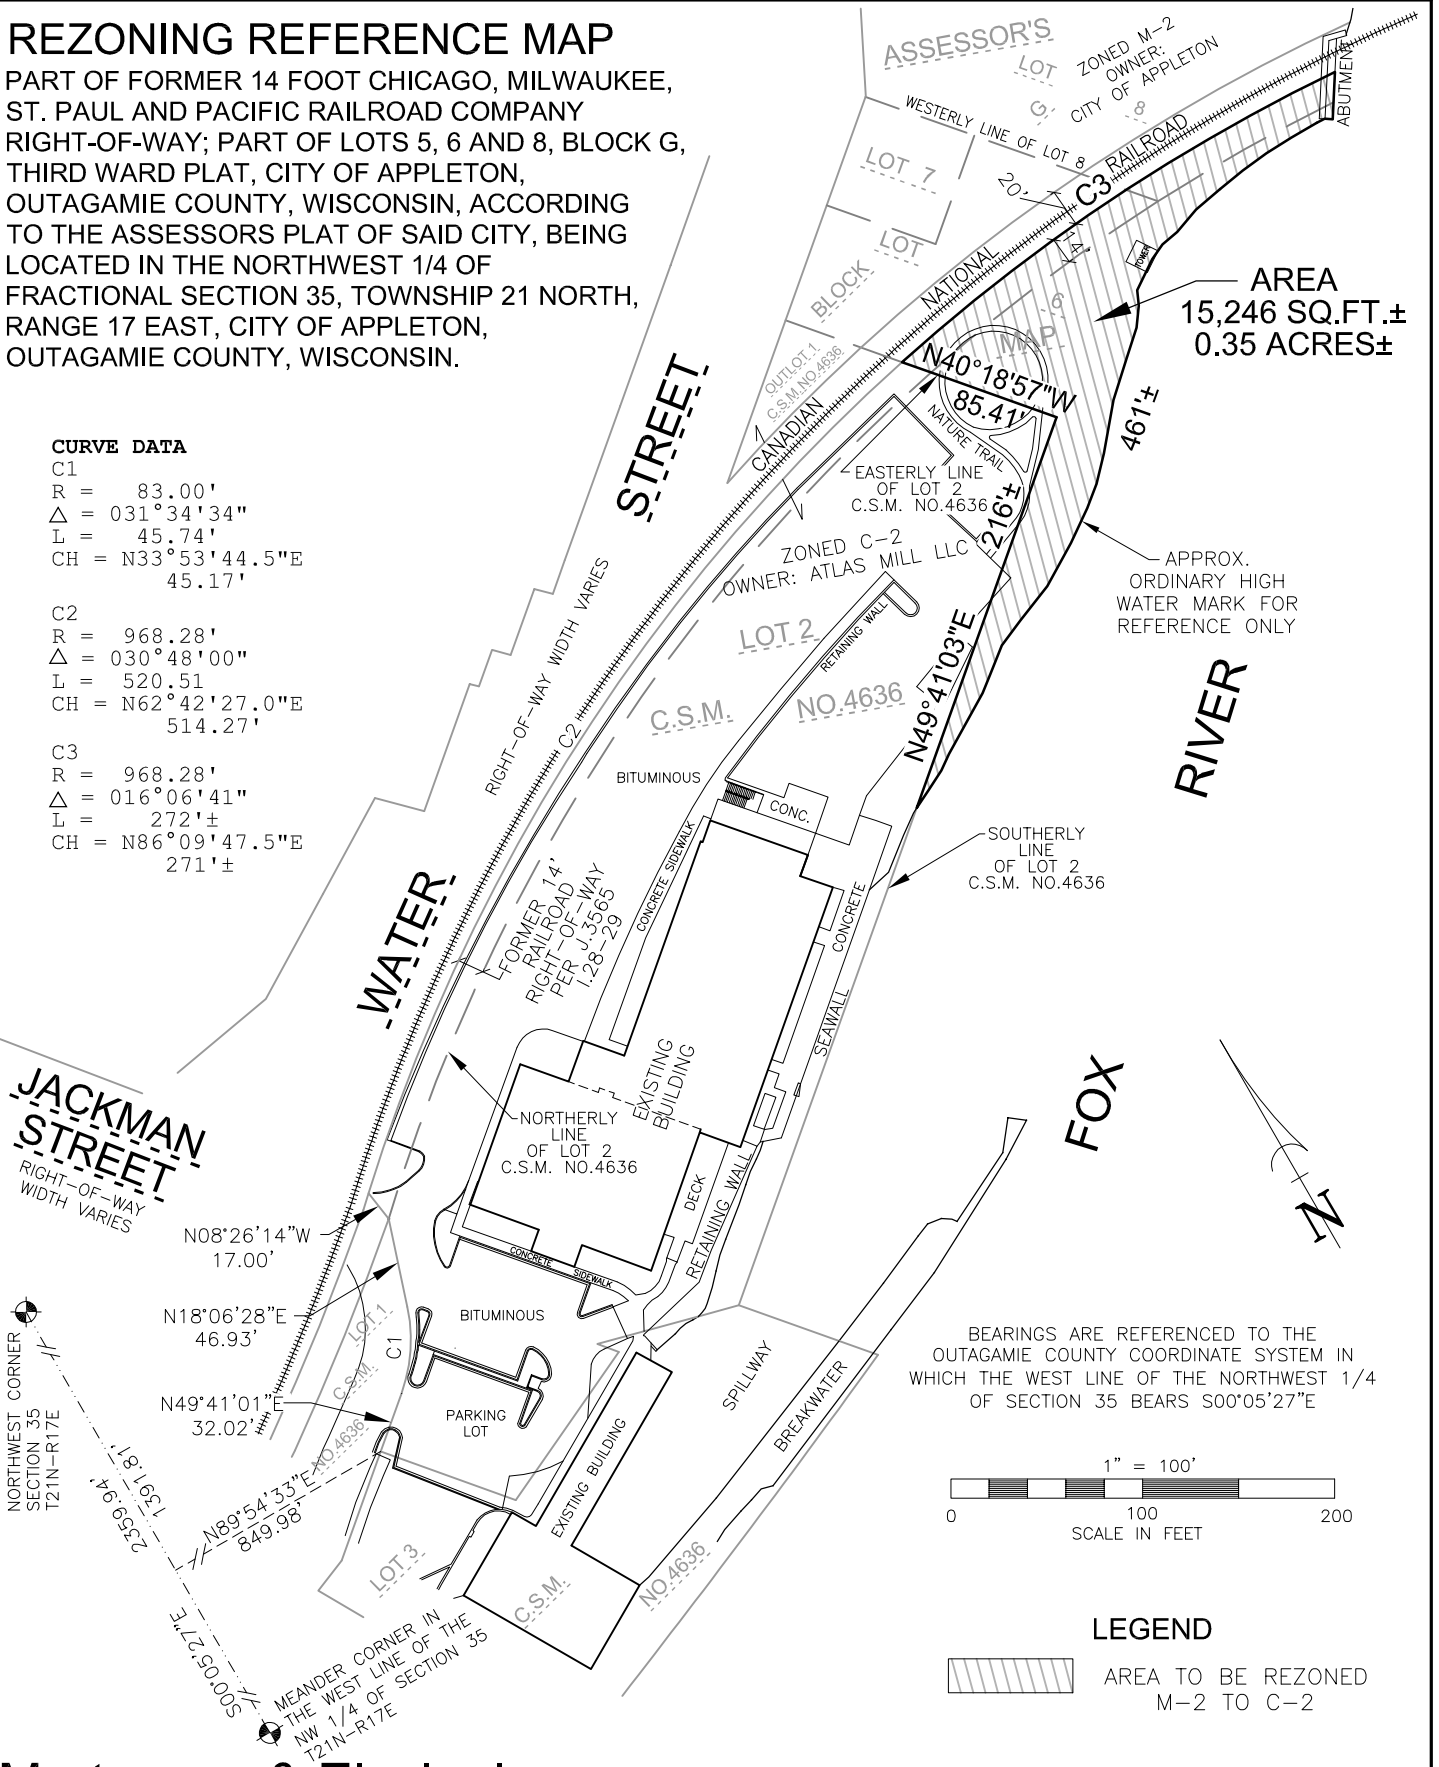 REZONING REFERENCE MAP
PART OF FORMER 14 FOOT CHICAGO, MILWAUKEE,
ST. PAUL AND PACIFIC RAILROAD COMPANY
RIGHT-OF-WAY; PART OF LOTS 5, 6 AND 8, BLOCK G,
THIRD WARD PLAT, CITY OF APPLETON,
OUTAGAMIE COUNTY, WISCONSIN, ACCORDING
TO THE ASSESSORS PLAT OF SAID CITY, BEING
LOCATED IN THE NORTHWEST 1/4 OF
FRACTIONAL SECTION 35, TOWNSHIP 21 NORTH,
RANGE 17 EAST, CITY OF APPLETON,
OUTAGAMIE COUNTY, WISCONSIN.
CURVE DATA
C1
R = 83.00'
△ = 031°34'34"
L = 45.74'
CH = N33°53'44.5"E
45.17'
C2
R = 968.28'
△ = 030°48'00"
L = 520.51
CH = N62°42'27.0"E
514.27'
C3
R = 968.28'
△ = 016°06'41"
L = 272'±
CH = N86°09'47.5"E
271'±
ASSESSOR'S
LOT
G'
8
ZONED M-2
OWNER:
CITY OF APPLETON
ABUTMENT
WESTERLY LINE OF LOT 8
LOT 7
LOT
BLOCK
20'
C3
RAILROAD
14'
TOWER
NATIONAL
6
MAP
AREA
15,246 SQ.FT.±
0.35 ACRES±
OUTLOT 1
C.S.M. NO.4636
CANADIAN
N40°18'57"W
85.41'
NATURE TRAIL
461'±
EASTERLY LINE
OF LOT 2
C.S.M. NO.4636
216'±
ZONED C-2
OWNER: ATLAS MILL LLC
APPROX.
ORDINARY HIGH
WATER MARK FOR
REFERENCE ONLY
STREET
RIGHT-OF-WAY WIDTH VARIES
LOT 2
RETAINING WALL
N49°41'03"E
C.S.M.
NO.4636
C2
BITUMINOUS
CONC.
RIVER
SOUTHERLY
LINE
OF LOT 2
C.S.M. NO.4636
WATER
CONCRETE SIDEWALK
FORMER 14'
RAILROAD
RIGHT-OF-WAY
PER J.3565
I.28-29
CONCRETE
SEAWALL
EXISTING
BUILDING
FOX
JACKMAN
STREET
RIGHT-OF-WAY
WIDTH VARIES
NORTHERLY
LINE
OF LOT 2
C.S.M. NO.4636
DECK
RETAINING WALL
N
N08°26'14"W
17.00'
CONCRETE
SIDEWALK
N18°06'28"E
46.93'
LOT 1
C1
BITUMINOUS
C.S.M.
NO.4636
N49°41'01"E
32.02'
PARKING
LOT
SPILLWAY
BREAKWATER
EXISTING BUILDING
BEARINGS ARE REFERENCED TO THE
OUTAGAMIE COUNTY COORDINATE SYSTEM IN
WHICH THE WEST LINE OF THE NORTHWEST 1/4
OF SECTION 35 BEARS S00°05'27"E
NORTHWEST CORNER
SECTION 35
T21N-R17E
1391.81'
2359.94'
N89°54'33"E
849.98'
1" = 100'
0
100
200
SCALE IN FEET
LOT 3
C.S.M.
NO.4636
S00°05'27"E
MEANDER CORNER IN
THE WEST LINE OF THE
NW 1/4 OF SECTION 35
T21N-R17E
LEGEND
AREA TO BE REZONED
M-2 TO C-2